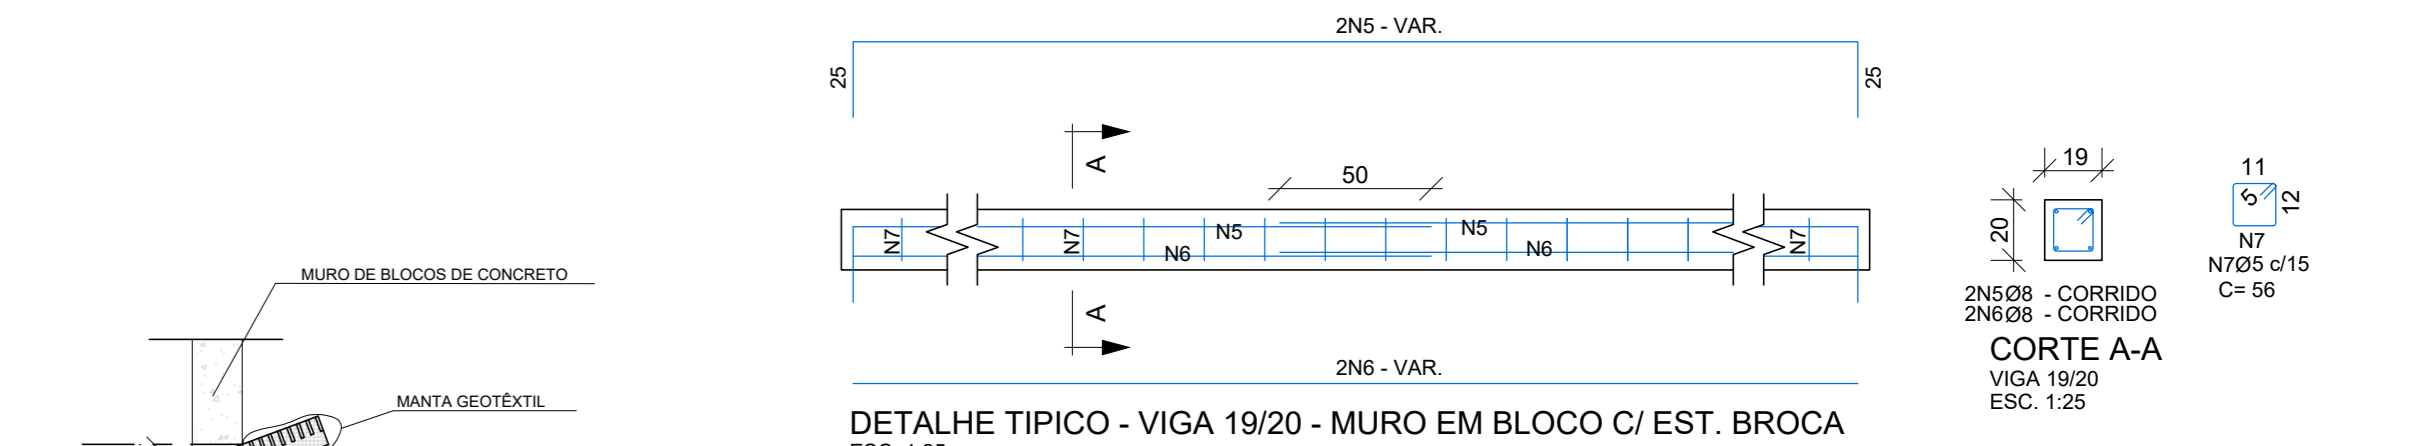 2N5 - VAR.
25
25
A
50
19
11
5
12
20
N7
N7
N5
N6
N5
N6
N7
N7
N7Ø5 c/15
C= 56
MURO DE BLOCOS DE CONCRETO
2N5Ø8 - CORRIDO
2N6Ø8 - CORRIDO
A
CORTE A-A
VIGA 19/20
ESC. 1:25
2N6 - VAR.
MANTA GEOTÊXTIL
DETALHE TIPICO - VIGA 19/20 - MURO EM BLOCO C/ EST. BROCA